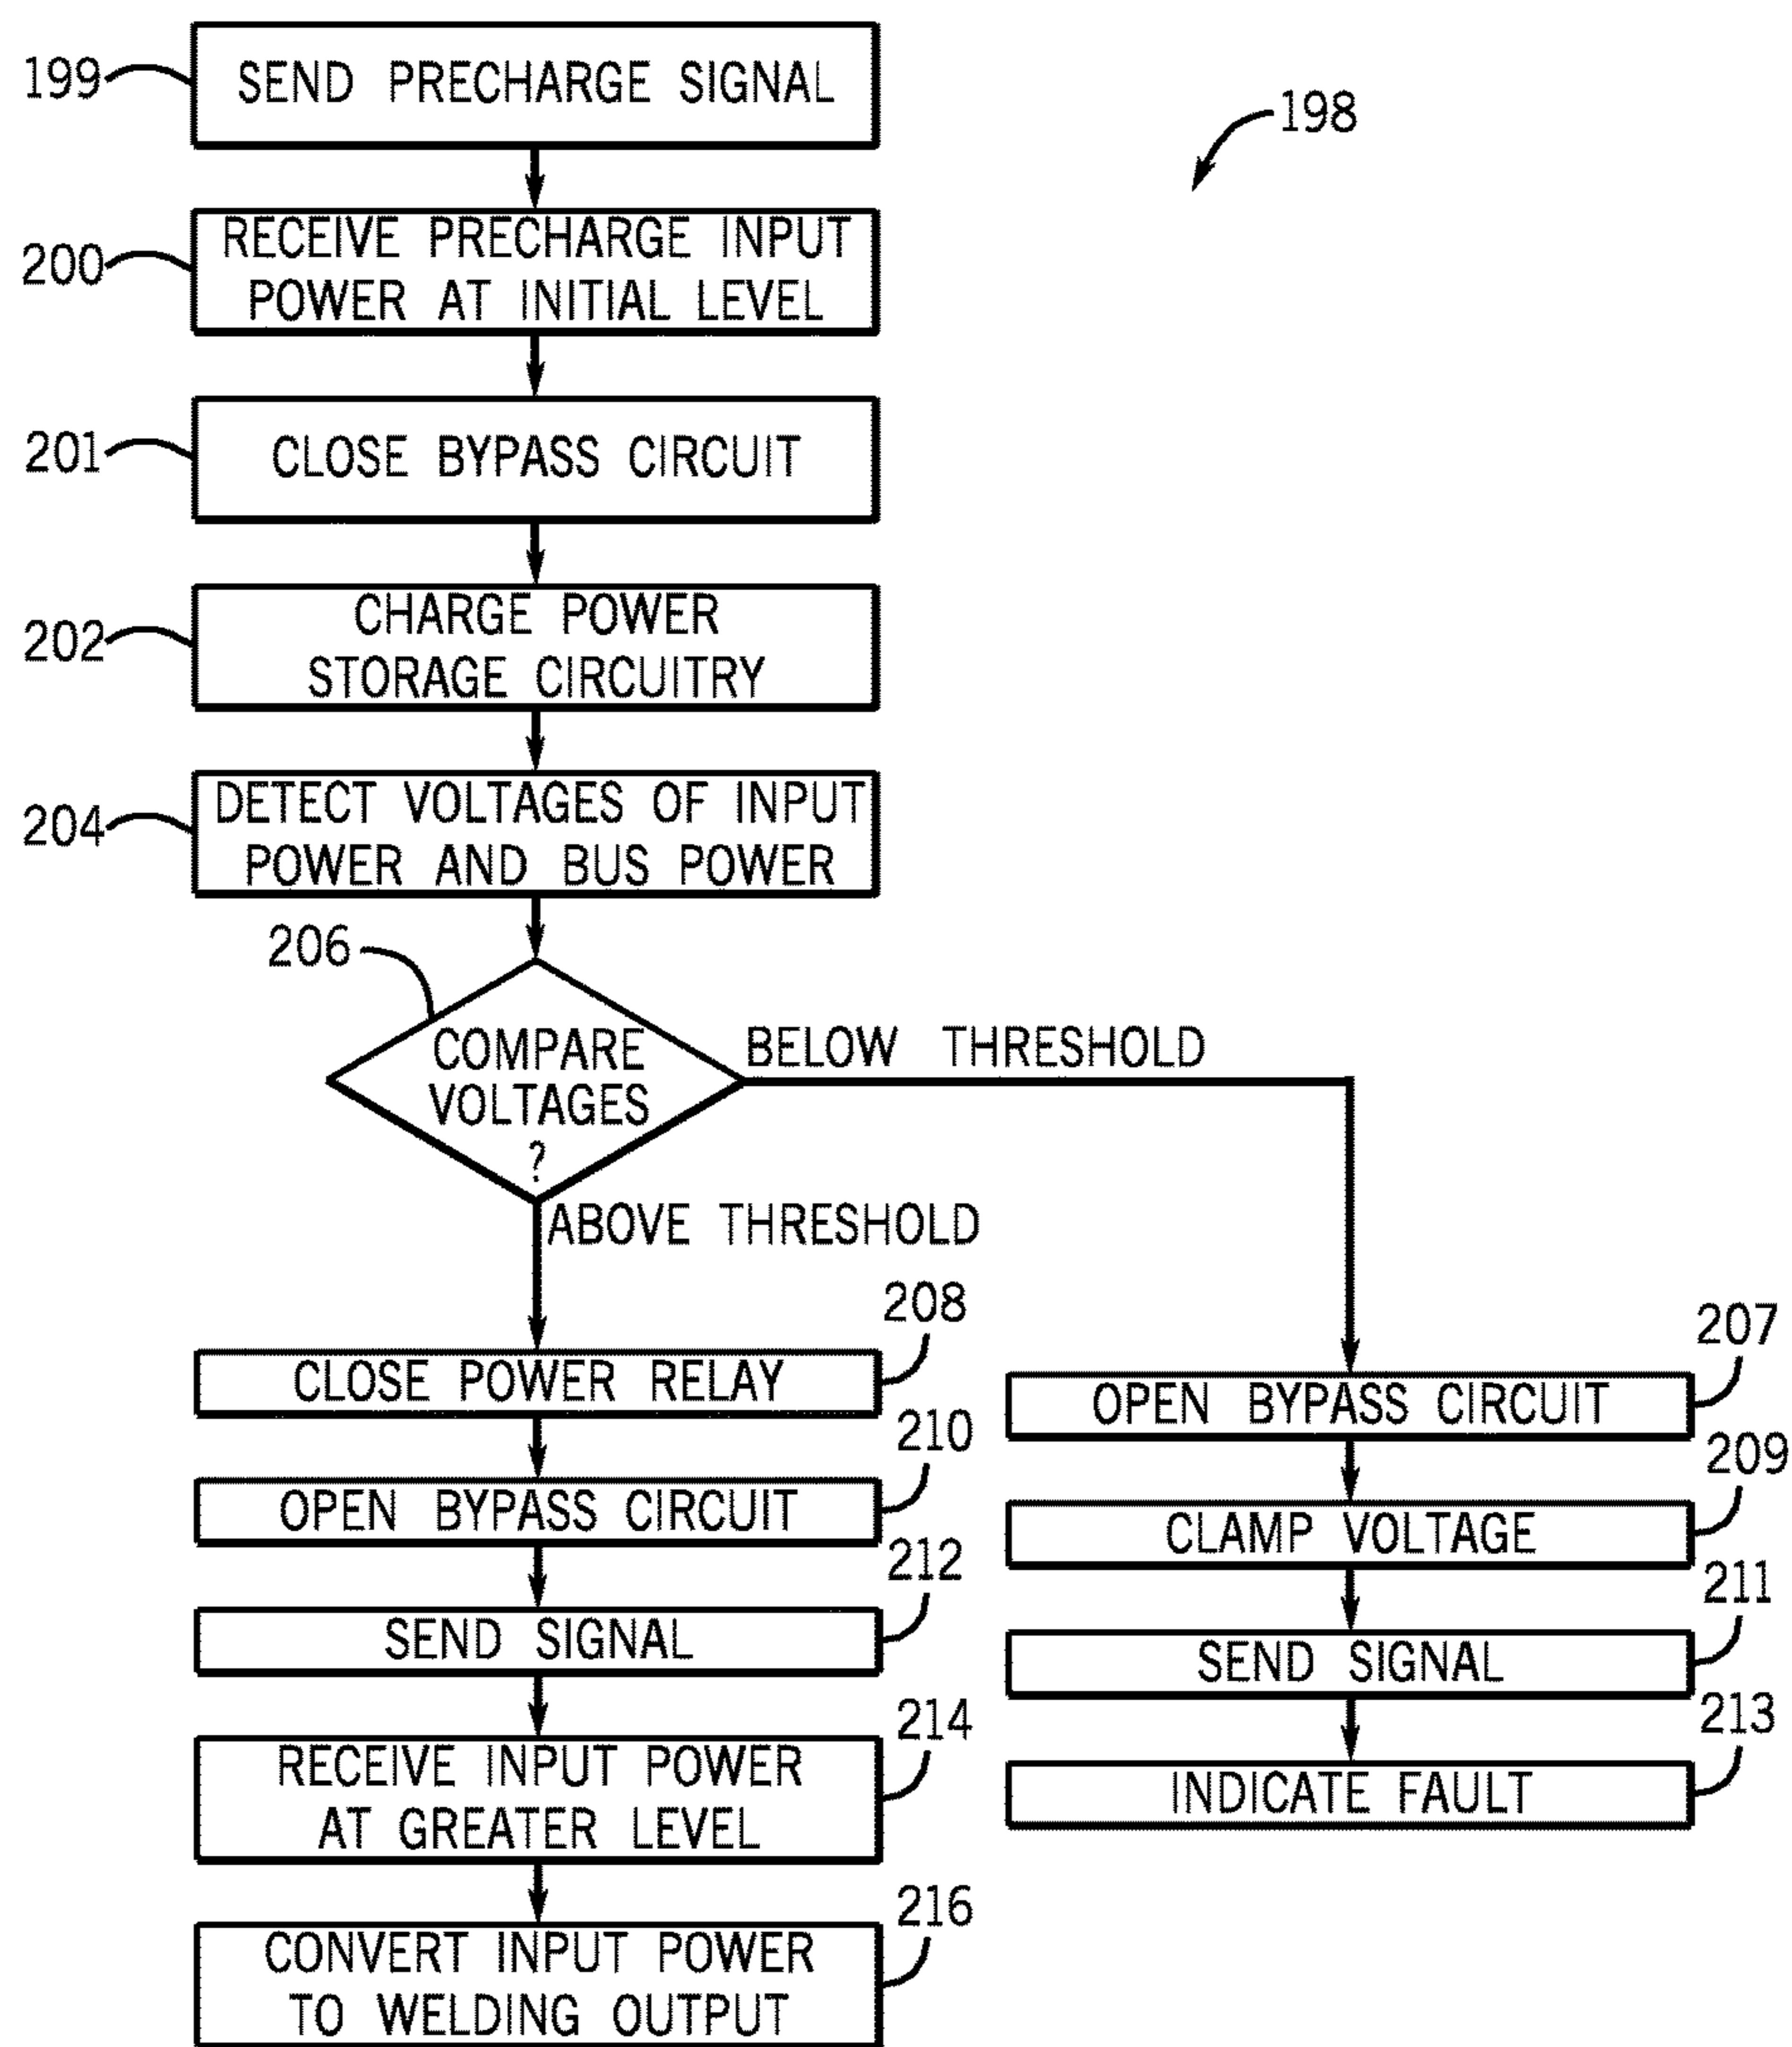 199
SEND PRECHARGE SIGNAL
198
200
RECEIVE PRECHARGE INPUT
POWER AT INITIAL LEVEL
201
CLOSE BYPASS CIRCUIT
202
CHARGE POWER
STORAGE CIRCUITRY
204
DETECT VOLTAGES OF INPUT
POWER AND BUS POWER
206
COMPARE
VOLTAGES
?
BELOW THRESHOLD
ABOVE THRESHOLD
208
CLOSE POWER RELAY
210
OPEN BYPASS CIRCUIT
212
SEND SIGNAL
214
RECEIVE INPUT POWER
AT GREATER LEVEL
216
CONVERT INPUT POWER
TO WELDING OUTPUT
207
OPEN BYPASS CIRCUIT
209
CLAMP VOLTAGE
211
SEND SIGNAL
213
INDICATE FAULT